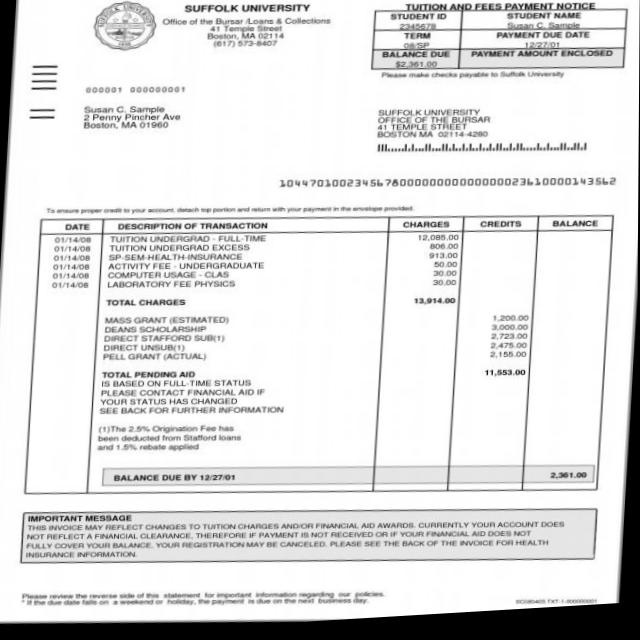 SUFFOLK UNIVERSITY
Office of the Bursar /Loans & Collections
41 Temple Street
Boston, MA 02114
(617) 573-8407
TUITION AND FEES PAYMENT NOTICE
STUDENT ID STUDENT NAME
2345678 Susan C. Sample
TERM PAYMENT DUE DATE
08/SP 12/27/01
BALANCE DUE PAYMENT AMOUNT ENCLOSED
$2,361.00
Please make checks payable to Suffolk University
000001 000000001
Susan C. Sample
2 Penny Pincher Ave
Boston, MA 01960
SUFFOLK UNIVERSITY
OFFICE OF THE BURSAR
41 TEMPLE STREET
BOSTON MA 02114-4280
To ensure proper credit to your account, detach top portion and return with your payment in the envelope provided.
DATE DESCRIPTION OF TRANSACTION CHARGES CREDITS BALANCE
01/14/08 TUITION UNDERGRAD - FULL-TIME 12,085.00
01/14/08 TUITION UNDERGRAD EXCESS 806.00
01/14/08 SP-SEM-HEALTH-INSURANCE 913.00
01/14/08 ACTIVITY FEE - UNDERGRADUATE 50.00
01/14/08 COMPUTER USAGE - CLAS 30.00
01/14/08 LABORATORY FEE PHYSICS 30.00
TOTAL CHARGES 13,914.00
MASS GRANT (ESTIMATED) 1,200.00
DEANS SCHOLARSHIP 3,000.00
DIRECT STAFFORD SUB(1) 2,723.00
DIRECT UNSUB(1) 2,475.00
PELL GRANT (ACTUAL) 2,155.00
TOTAL PENDING AID 11,553.00
IS BASED ON FULL-TIME STATUS
PLEASE CONTACT FINANCIAL AID IF
YOUR STATUS HAS CHANGED
SEE BACK FOR FURTHER INFORMATION
(1)The 2.5% Origination Fee has
been deducted from Stafford loans
and 1.5% rebate applied
BALANCE DUE BY 12/27/01 2,361.00
IMPORTANT MESSAGE
THIS INVOICE MAY REFLECT CHANGES TO TUITION CHARGES AND/OR FINANCIAL AID AWARDS. CURRENTLY YOUR ACCOUNT DOES
NOT REFLECT A FINANCIAL CLEARANCE, THEREFORE IF PAYMENT IS NOT RECEIVED OR IF YOUR FINANCIAL AID DOES NOT
FULLY COVER YOUR BALANCE, YOUR REGISTRATION MAY BE CANCELED. PLEASE SEE THE BACK OF THE INVOICE FOR HEALTH
INSURANCE INFORMATION.
Please review the reverse side of this statement for important information regarding our policies.
* If the due date falls on a weekend or holiday, the payment is due on the next business day.